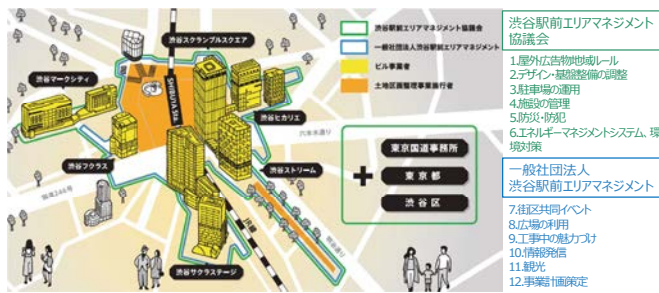 渋谷駅前エリアマネジメント協議会
一般社団法人渋谷駅前エリアマネジメント
ビル事業者
土地区画整理事業施行者
渋谷スクランブルスクエア
渋谷マークシティ
SHIBUYA Sta.
渋谷ヒカリエ
六本木通り
渋谷フクラス
渋谷ストリーム
国道246号
JR線
明治通り
渋谷サクラステージ
+
東京国道事務所
東京都
渋谷区
渋谷駅前エリアマネジメント
協議会
1.屋外広告物地域ルール
2.デザイン・基盤整備の調整
3.駐車場の運用
4.施設の管理
5.防災・防犯
6.エネルギーマネジメントシステム、環
境対策
一般社団法人
渋谷駅前エリアマネジメント
7.街区共同イベント
8.広場の利用
9.工事中の魅力づけ
10.情報発信
11.観光
12.事業計画策定